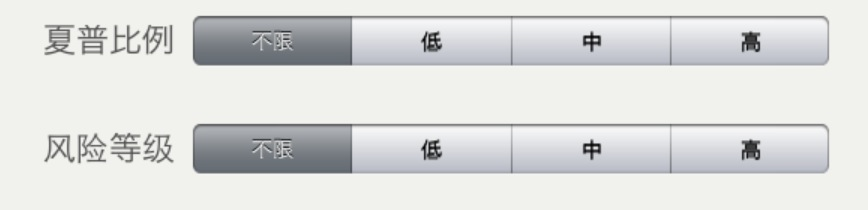 夏普比例 不限 低 中 高
风险等级 不限 低 中 高